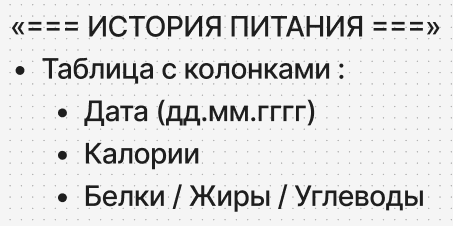 «=== ИСТОРИЯ ПИТАНИЯ ===»
• Таблица с колонками :
• Дата (дд.мм.гггг)
• Калории
• Белки / Жиры / Углеводы